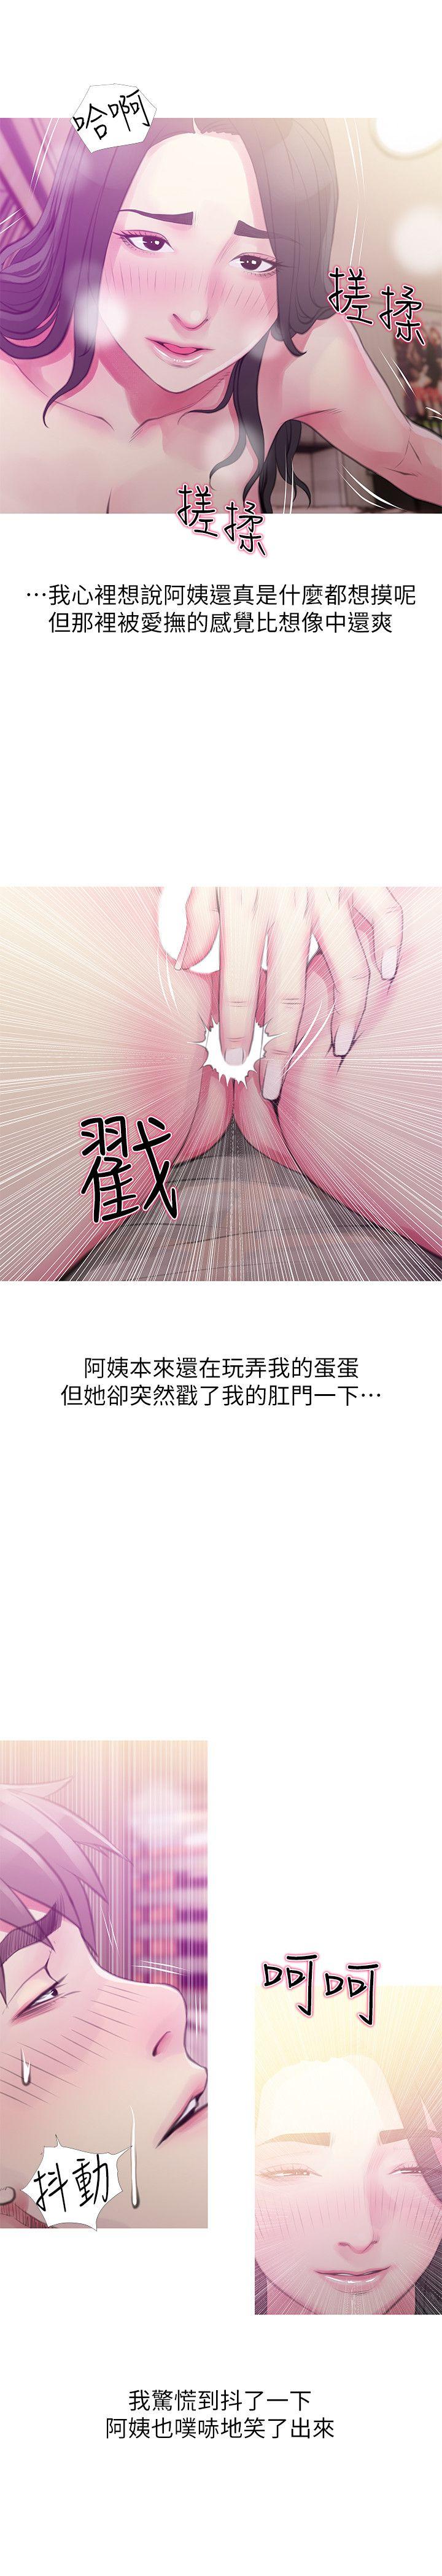 哈啊
搓揉
搓揉
…我心裡想說阿姨還真是什麼都想摸呢
但那裡被愛撫的感覺比想像中還爽
戳
阿姨本來還在玩弄我的蛋蛋
但她卻突然戳了我的肛門一下…
呵呵
抖動
我驚慌到抖了一下
阿姨也噗哧地笑了出來